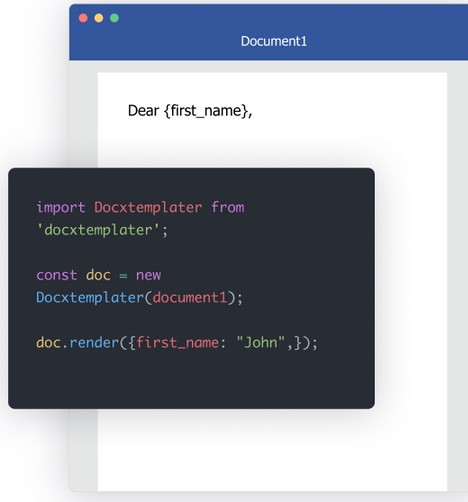 Document1
Dear {first_name},
import Docxtemplater from
'docxtemplater';
const doc = new
Docxtemplater(document1);
doc.render({first_name: "John",});